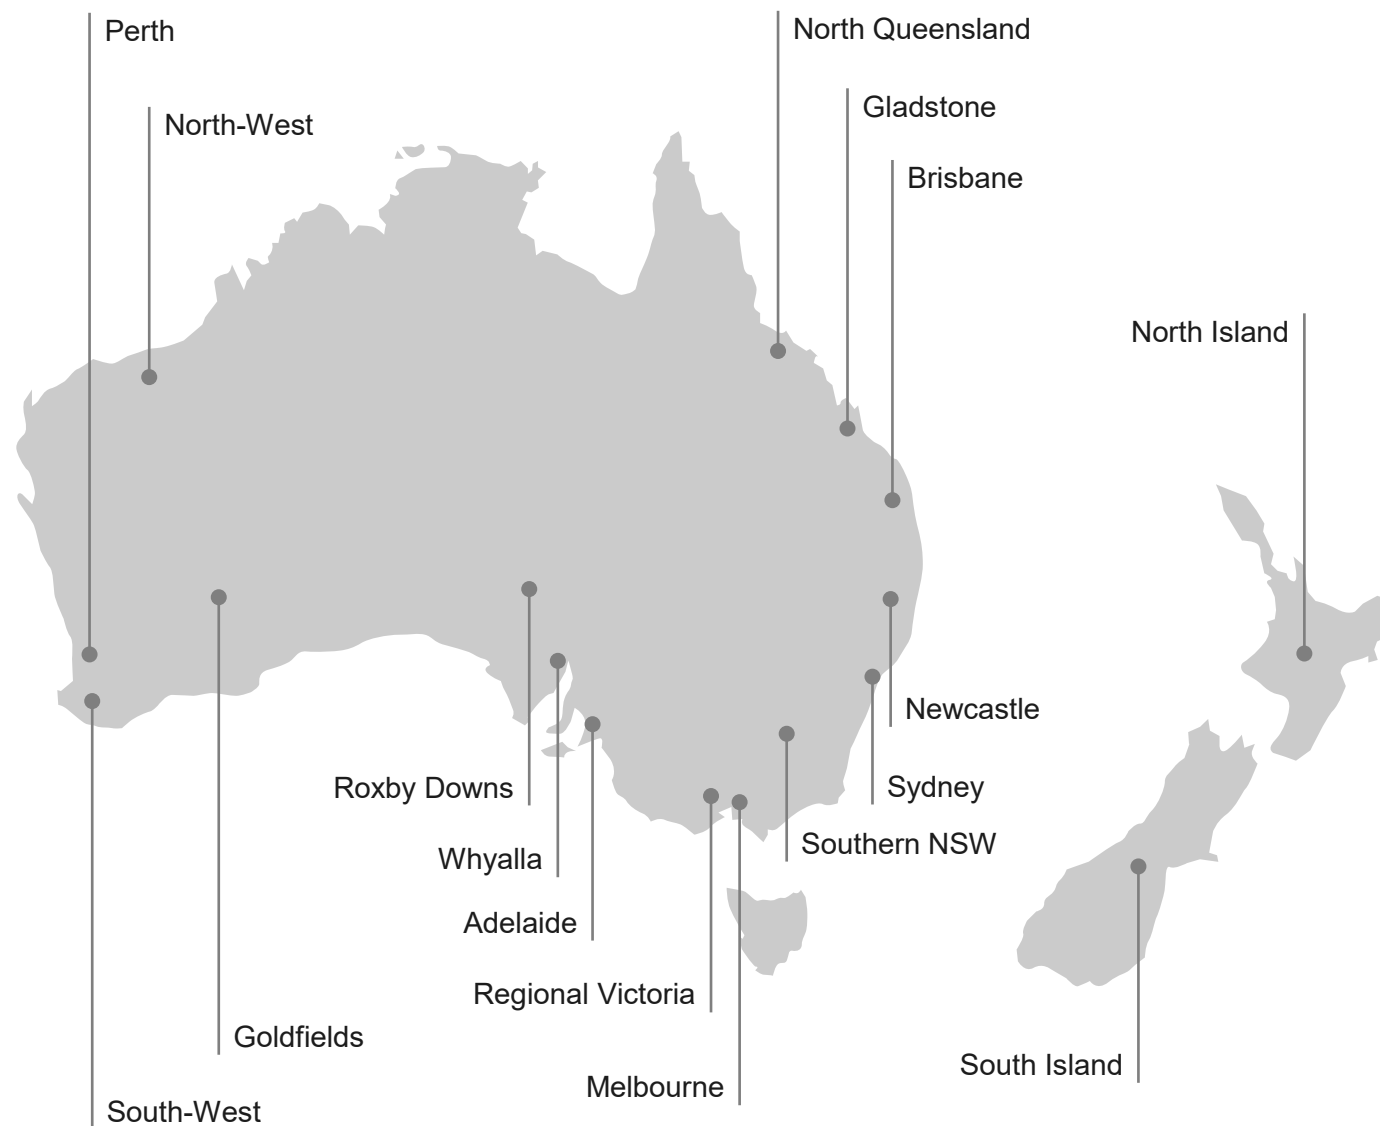 Perth
North Queensland
Gladstone
North-West
Brisbane
North Island
Newcastle
Roxby Downs
Sydney
Southern NSW
Whyalla
Adelaide
Regional Victoria
Goldfields
South Island
Melbourne
South-West